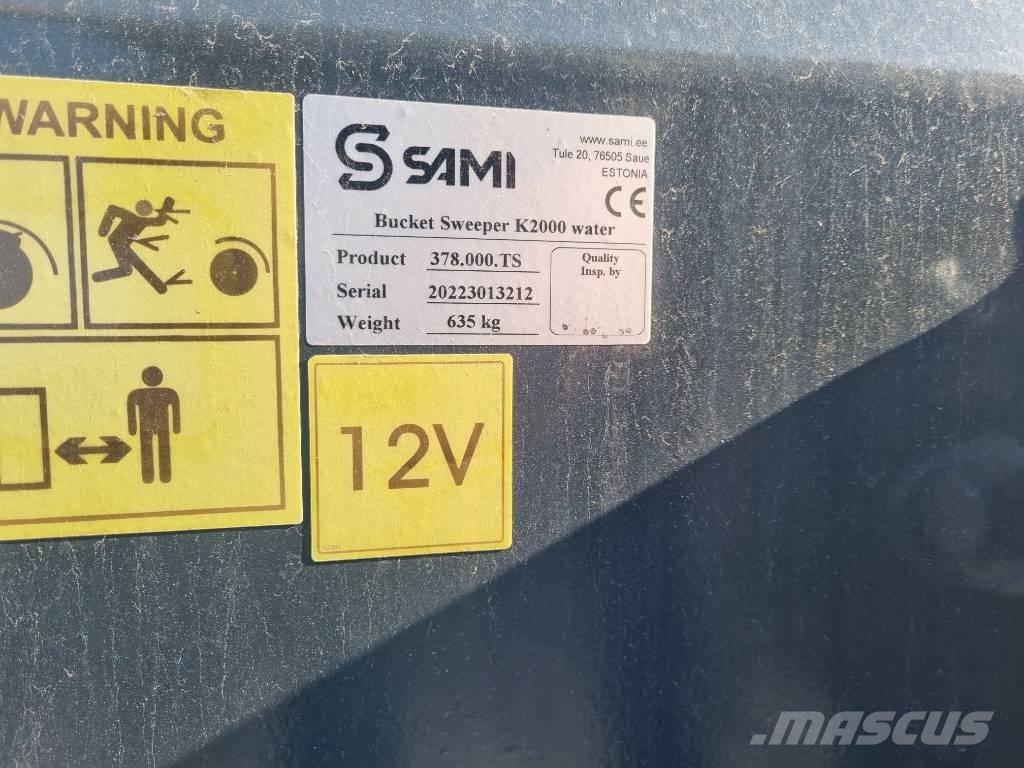 WARNING
SAMI
www.sami.ee
Tule 20, 76505 Saue
ESTONIA
CE
Bucket Sweeper K2000 water
Product 378.000.TS
Serial 20223013212
Weight 635 kg
Quality
Insp. by
12V
MASCUS